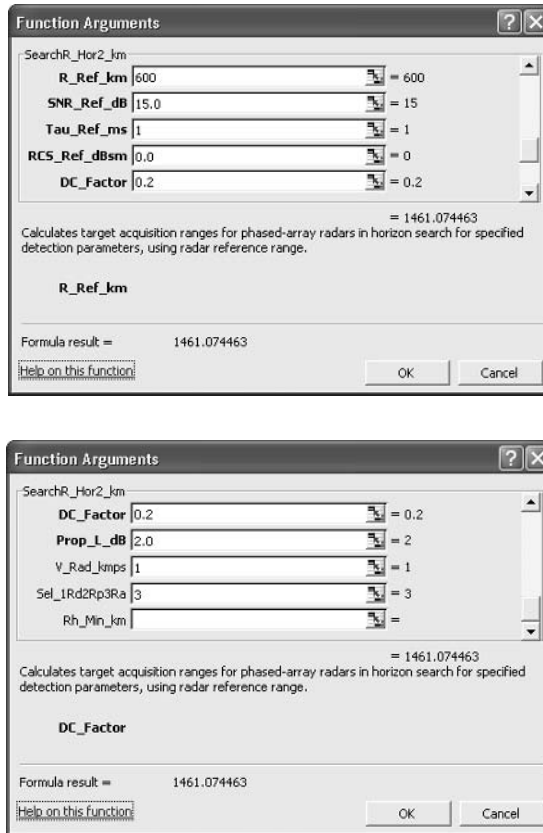 Function Arguments
SearchR_Hor2_km
R_Ref_km 600 = 600
SNR_Ref_dB 15.0 = 15
Tau_Ref_ms 1 = 1
RCS_Ref_dBsm 0.0 = 0
DC_Factor 0.2 = 0.2
= 1461.074463
Calculates target acquisition ranges for phased-array radars in horizon search for specified
detection parameters, using radar reference range.
R_Ref_km
Formula result = 1461.074463
Help on this function OK Cancel
Function Arguments
SearchR_Hor2_km
DC_Factor 0.2 = 0.2
Prop_L_dB 2.0 = 2
V_Rad_kmps 1 = 1
Sel_1Rd2Rp3Ra 3 = 3
Rh_Min_km =
= 1461.074463
Calculates target acquisition ranges for phased-array radars in horizon search for specified
detection parameters, using radar reference range.
DC_Factor
Formula result = 1461.074463
Help on this function OK Cancel